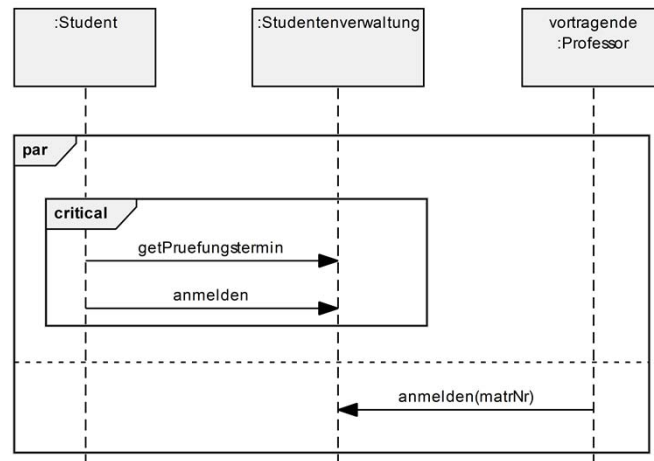 :Student
:Studentenverwaltung
vortragende
:Professor
par
critical
getPruefungstermin
anmelden
anmelden(matrNr)